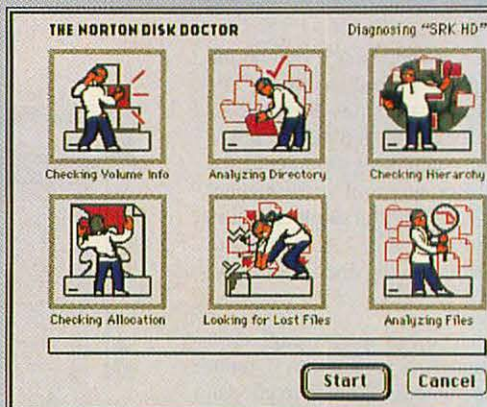 THE NORTON DISK DOCTOR
Diagnosing “SRK HD”
Checking Volume Info
Analyzing Directory
Checking Hierarchy
Checking Allocation
Looking for Lost Files
Analyzing Files
Start
Cancel